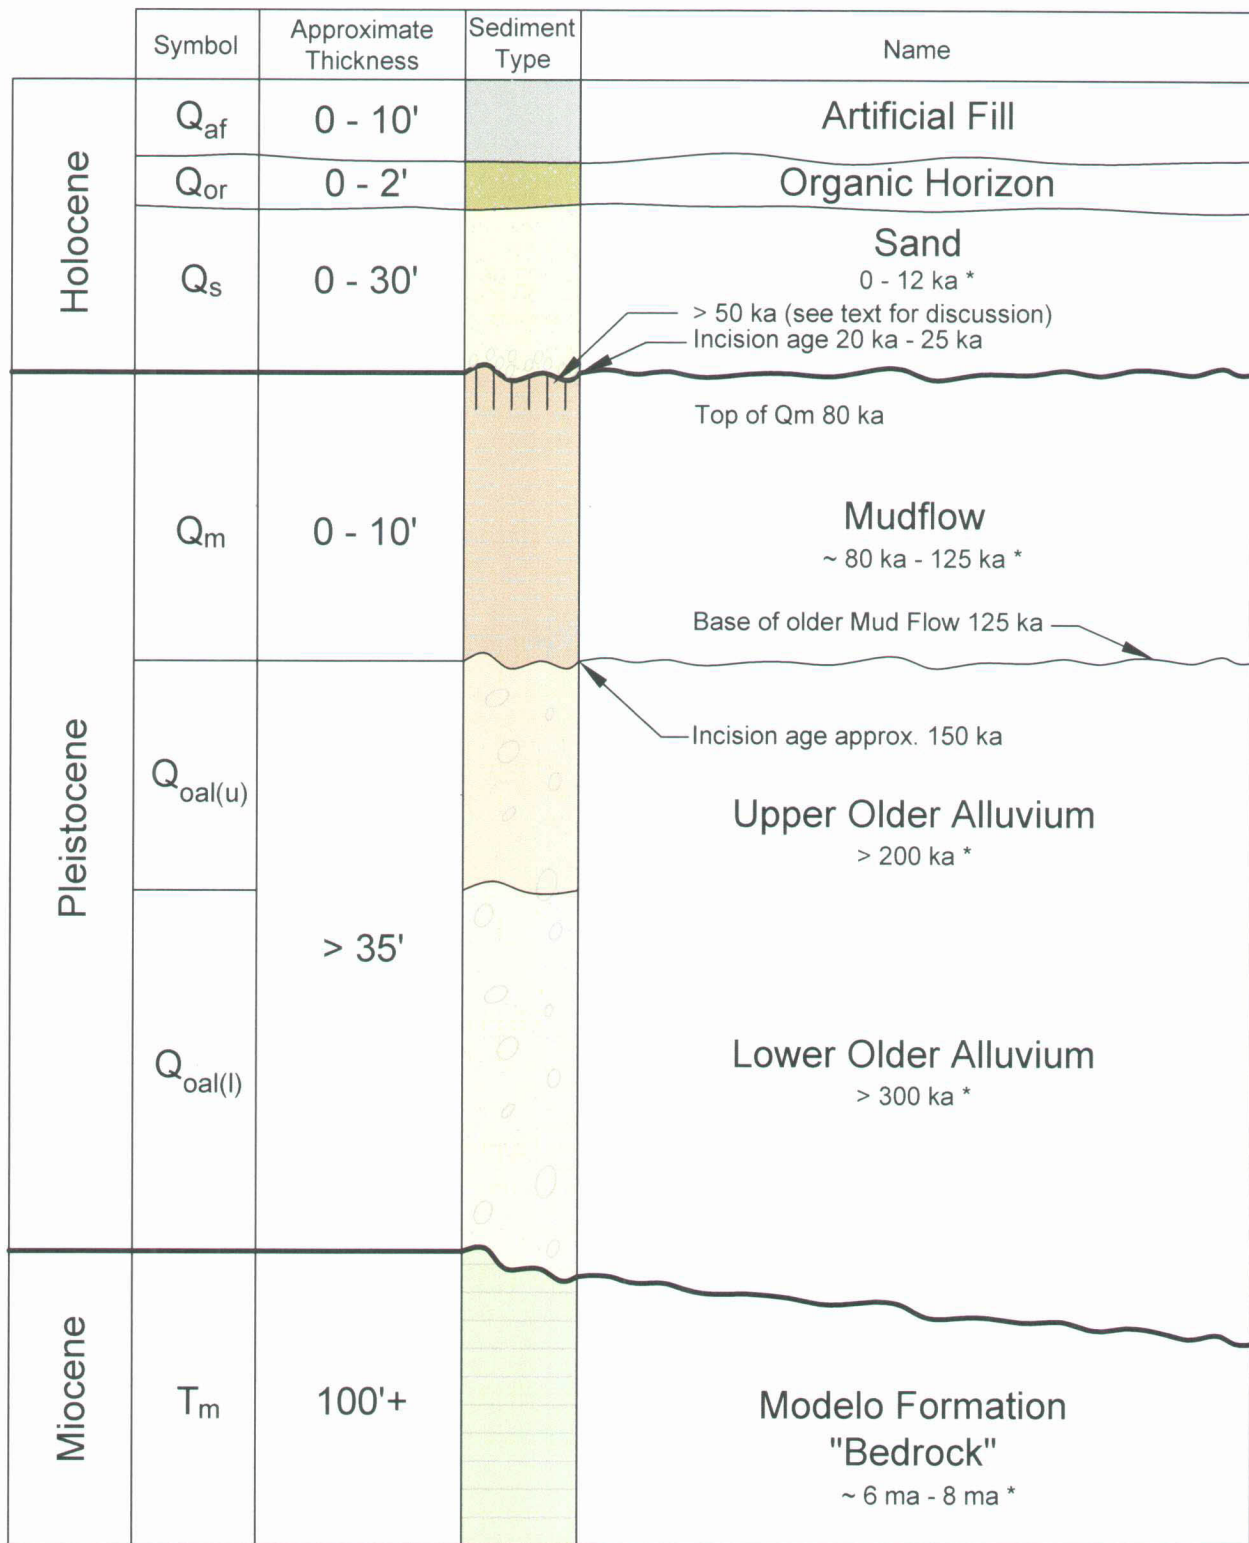 Symbol
Approximate
Thickness
Sediment
Type
Name
Holocene
Qaf
0 - 10'
Artificial Fill
Qor
0 - 2'
Organic Horizon
Qs
0 - 30'
Sand
0 - 12 ka *
> 50 ka (see text for discussion)
Incision age 20 ka - 25 ka
Pleistocene
Top of Qm 80 ka
Qm
0 - 10'
Mudflow
~ 80 ka - 125 ka *
Base of older Mud Flow 125 ka
Incision age approx. 150 ka
Qoal(u)
Upper Older Alluvium
> 200 ka *
> 35'
Qoal(l)
Lower Older Alluvium
> 300 ka *
Miocene
Tm
100'+
Modelo Formation
"Bedrock"
~ 6 ma - 8 ma *